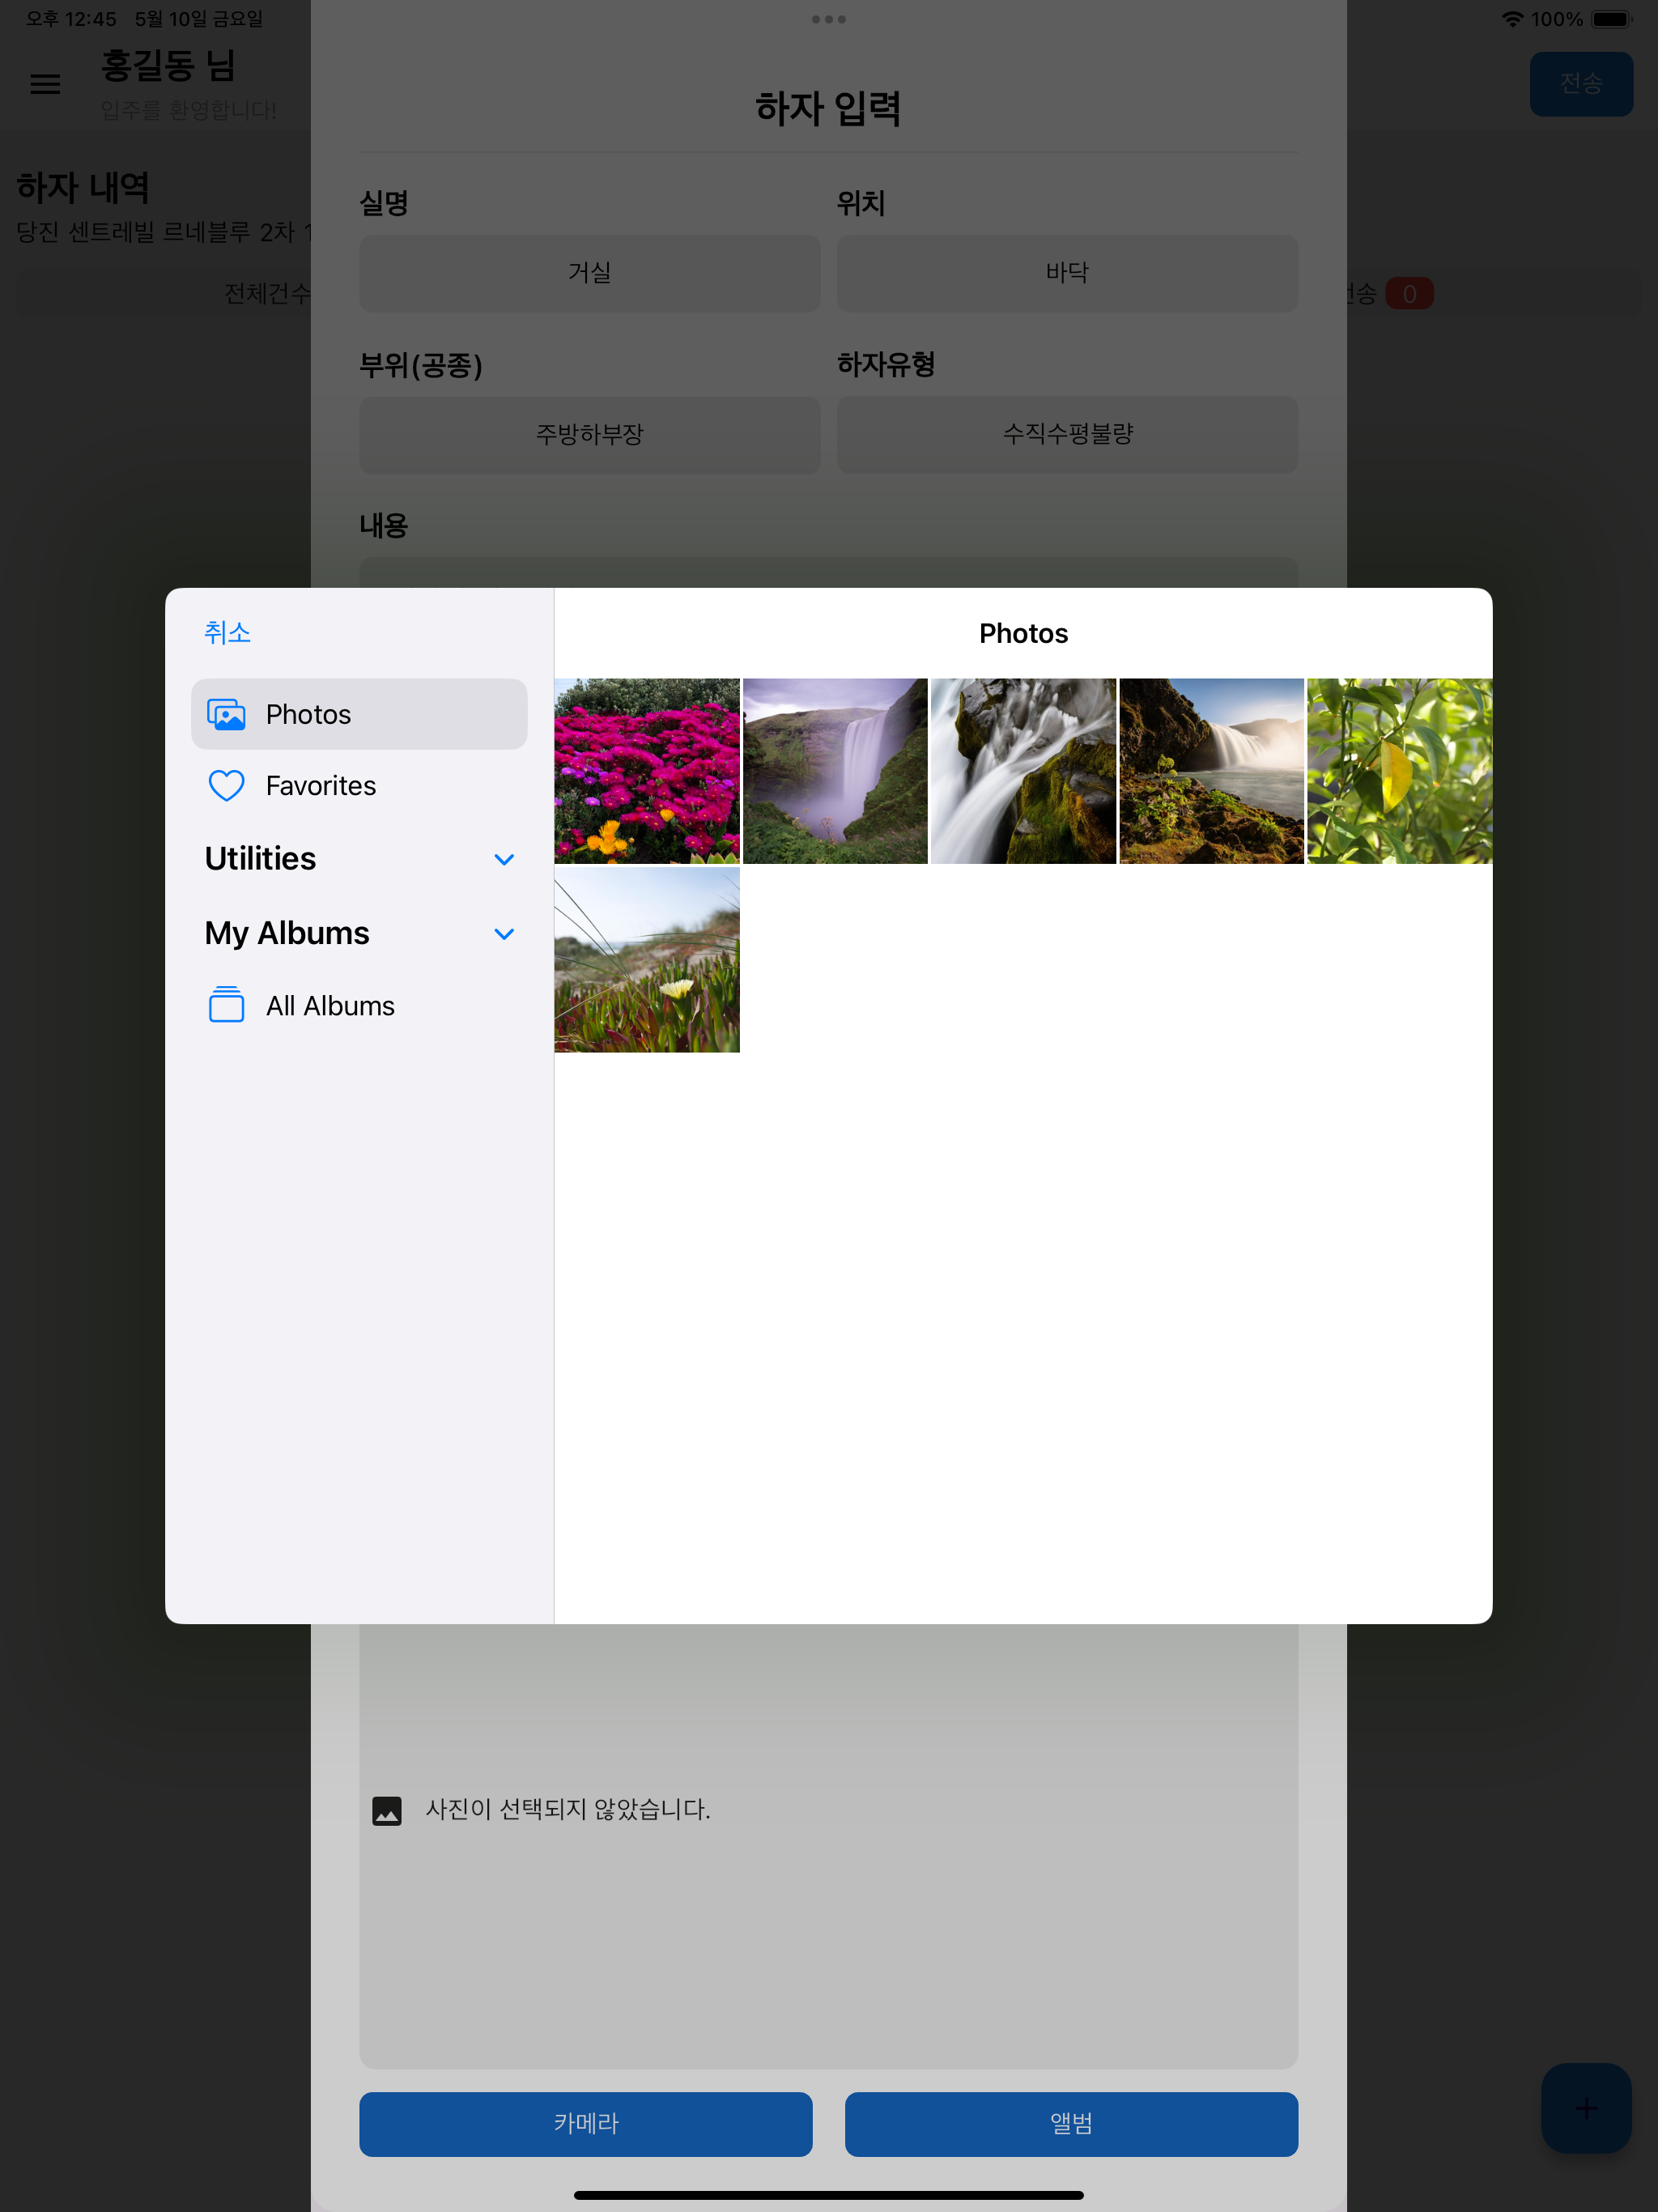 오후 12:45 5월 10일 금요일
100%
홍길동 님
입주를 환영합니다!
전송
하자 입력
하자 내역
당진 센트레빌 르네블루 2차
전체건수
0
실명
위치
거실
바닥
부위(공종)
하자유형
주방하부장
수직수평불량
내용
취소
Photos
Photos
Favorites
Utilities
My Albums
All Albums
사진이 선택되지 않았습니다.
카메라
앨범
+